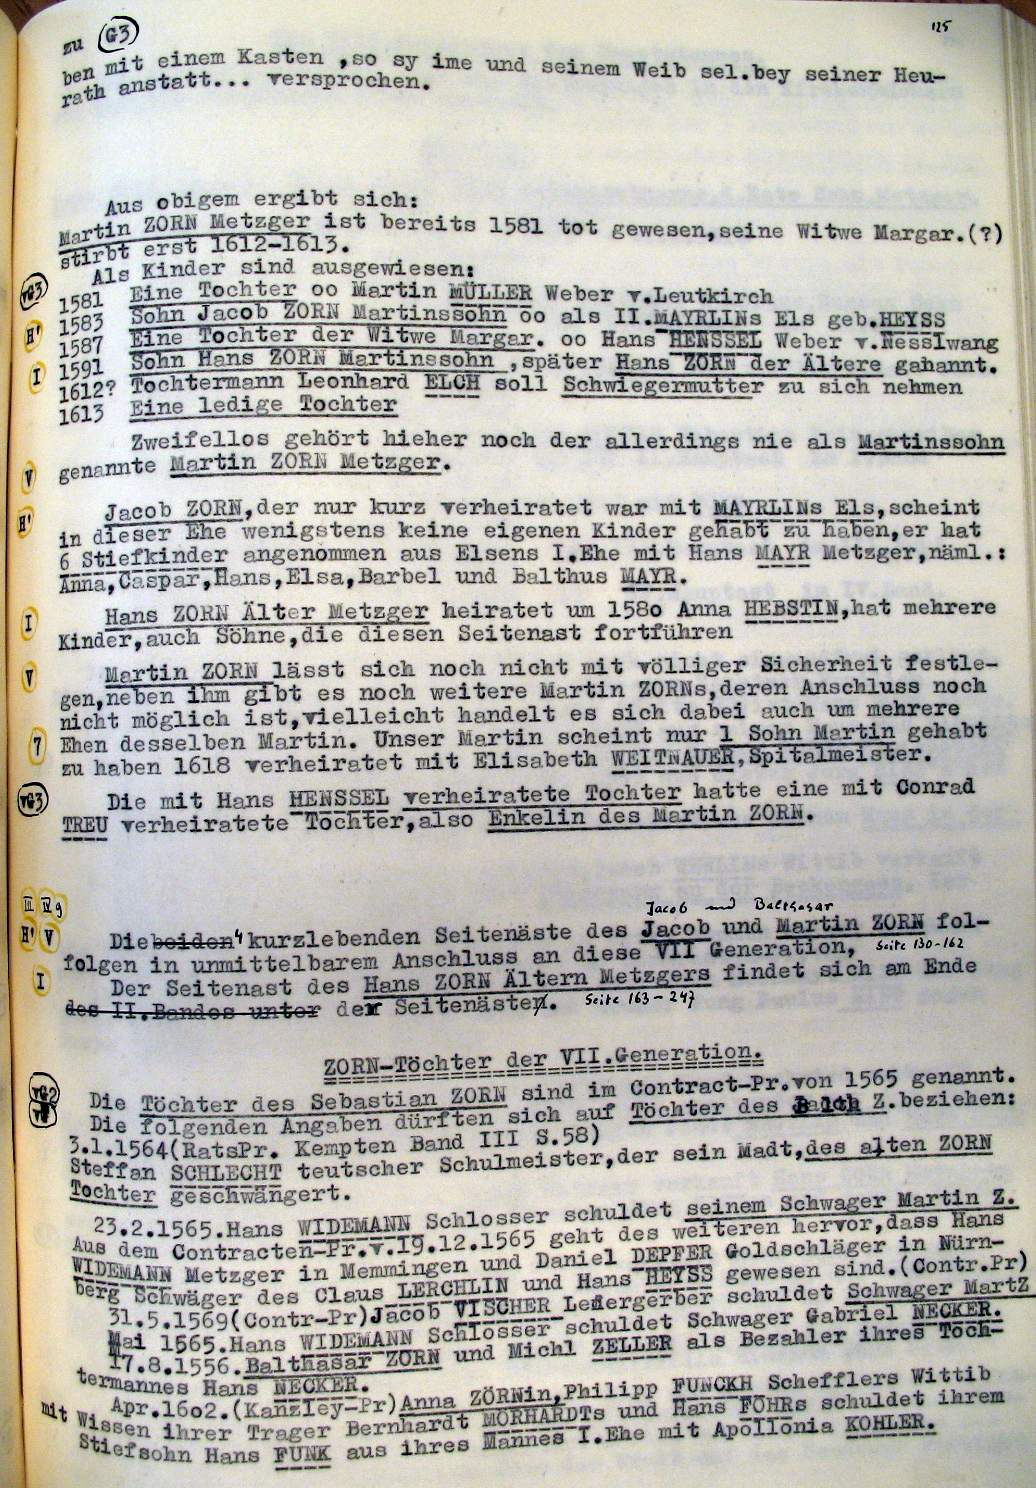 125
zu G3
ben mit einem Kasten ,so sy ime und seinem Weib sel.bey seiner Heu-
rath anstatt... versprochen.
Aus obigem ergibt sich:
Martin ZORN Metzger ist bereits 1581 tot gewesen,seine Witwe Margar.(?)
stirbt erst 1612-1613.
Als Kinder sind ausgewiesen:
vG3 1581 Eine Tochter oo Martin MÜLLER Weber v.Leutkirch
H' 1583 Sohn Jacob ZORN Martinssohn oo als II.MAYRLINs Els geb.HEYSS
1587 Eine Tochter der Witwe Margar. oo Hans HENSSEL Weber v.Nesslwang
I 1591 Sohn Hans ZORN Martinssohn ,später Hans ZORN der Ältere gahannt.
1612? Tochtermann Leonhard ELCH soll Schwiegermutter zu sich nehmen
1613 Eine ledige Tochter
Zweifellos gehört hieher noch der allerdings nie als Martinssohn
V genannte Martin ZORN Metzger.
H' Jacob ZORN,der nur kurz verheiratet war mit MAYRLINs Els,scheint
in dieser Ehe wenigstens keine eigenen Kinder gehabt zu haben,er hat
6 Stiefkinder angenommen aus Elsens I.Ehe mit Hans MAYR Metzger,näml.:
Anna,Caspar,Hans,Elsa,Barbel und Balthus MAYR.
I Hans ZORN Älter Metzger heiratet um 158o Anna HEBSTIN,hat mehrere
Kinder,auch Söhne,die diesen Seitenast fortführen
V Martin ZORN lässt sich noch nicht mit völliger Sicherheit festle-
gen,neben ihm gibt es noch weitere Martin ZORNs,deren Anschluss noch
nicht möglich ist,vielleicht handelt es sich dabei auch um mehrere
7 Ehen desselben Martin. Unser Martin scheint nur 1 Sohn Martin gehabt
zu haben 1618 verheiratet mit Elisabeth WEITNAUER,Spitalmeister.
vG3 Die mit Hans HENSSEL verheiratete Tochter hatte eine mit Conrad
TREU verheiratete Tochter,also Enkelin des Martin ZORN.
III IV g
Jacob und Balthasar
H' V Die beiden 4 kurzlebenden Seitenäste des Jacob und Martin ZORN fol-
folgen in unmittelbarem Anschluss an diese VII Generation, Seite 130-162
I Der Seitenast des Hans ZORN Ältern Metzgers findet sich am Ende
des II.Bandes unter der Seitenästen. Seite 163-247
ZORN-Töchter der VII.Generation.
vG2 Die Töchter des Sebastian ZORN sind im Contract-Pr.von 1565 genannt.
Die folgenden Angaben dürften sich auf Töchter des Balth Z.beziehen:
3.1.1564(RatsPr. Kempten Band III S.58)
Steffan SCHLECHT teutscher Schulmeister,der sein Madt,des alten ZORN
Tochter geschwängert.
23.2.1565.Hans WIDEMANN Schlosser schuldet seinem Schwager Martin Z.
Aus dem Contracten-Pr.v.19.12.1565 geht des weiteren hervor,dass Hans
WIDEMANN Metzger in Memmingen und Daniel DEPFER Goldschläger in Nürn-
berg Schwäger des Claus LERCHLIN und Hans HEYSS gewesen sind.(Contr.Pr)
31.5.1569(Contr-Pr)Jacob VISCHER Ledergerber schuldet Schwager MartZ
Mai 1565.Hans WIDEMANN Schlosser schuldet Schwager Gabriel NECKER.
17.8.1556.Balthasar ZORN und Michl ZELLER als Bezahler ihres Toch-
termannes Hans NECKER.
Apr.16o2.(Kanzley-Pr)Anna ZÖRNin,Philipp FUNCKH Schefflers Wittib
mit Wissen ihrer Trager Bernhardt MORHARDTs und Hans FÖHRs schuldet ihrem
Stiefsohn Hans FUNK aus ihres Mannes I.Ehe mit Apollonia KOHLER.